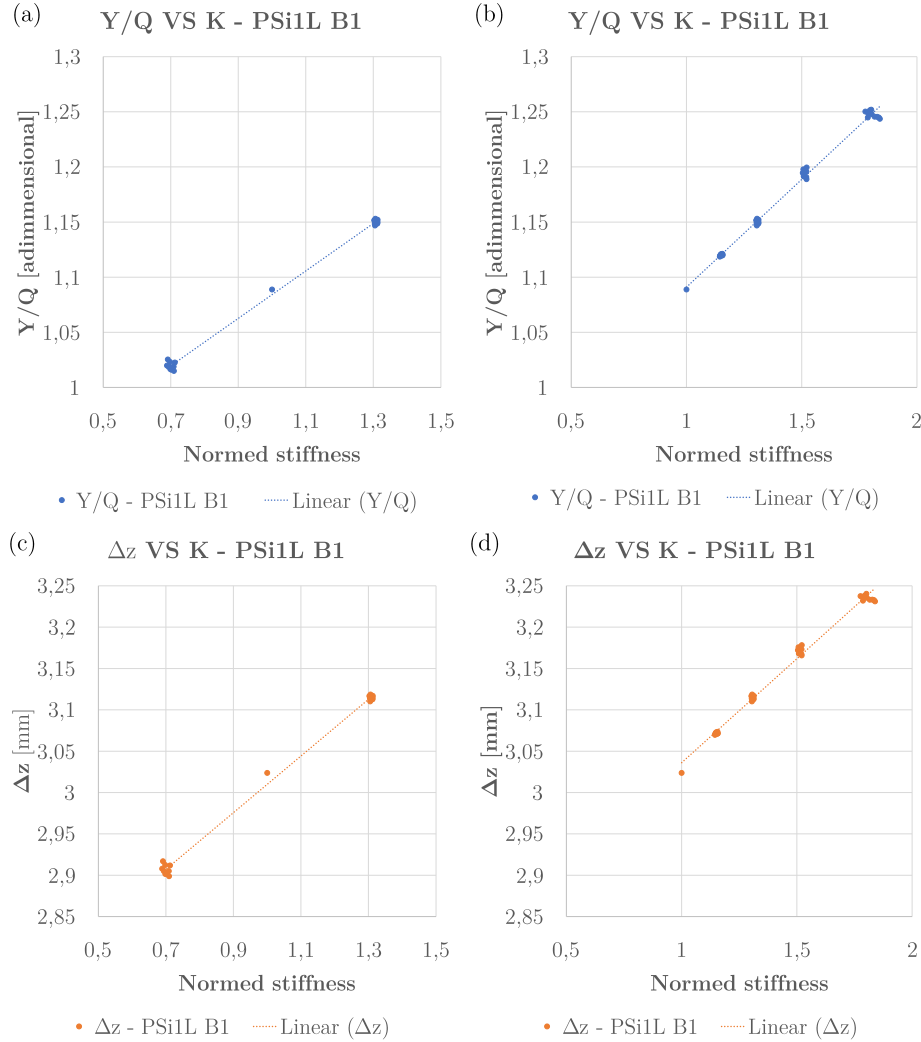 (a)
Y/Q VS K - PSi1L B1
Y/Q [adimmensional]
1,3
1,25
1,2
1,15
1,1
1,05
1
0,5 0,7 0,9 1,1 1,3 1,5
Normed stiffness
Y/Q - PSi1L B1 Linear (Y/Q)
(b)
Y/Q VS K - PSi1L B1
Y/Q [adimmensional]
1,3
1,25
1,2
1,15
1,1
1,05
1
0,5 1 1,5 2
Normed stiffness
Y/Q - PSi1L B1 Linear (Y/Q)
(c)
Δz VS K - PSi1L B1
Δz [mm]
3,25
3,2
3,15
3,1
3,05
3
2,95
2,9
2,85
0,5 0,7 0,9 1,1 1,3 1,5
Normed stiffness
Δz - PSi1L B1 Linear (Δz)
(d)
Δz VS K - PSi1L B1
Δz [mm]
3,25
3,2
3,15
3,1
3,05
3
2,95
2,9
2,85
0,5 1 1,5 2
Normed stiffness
Δz - PSi1L B1 Linear (Δz)